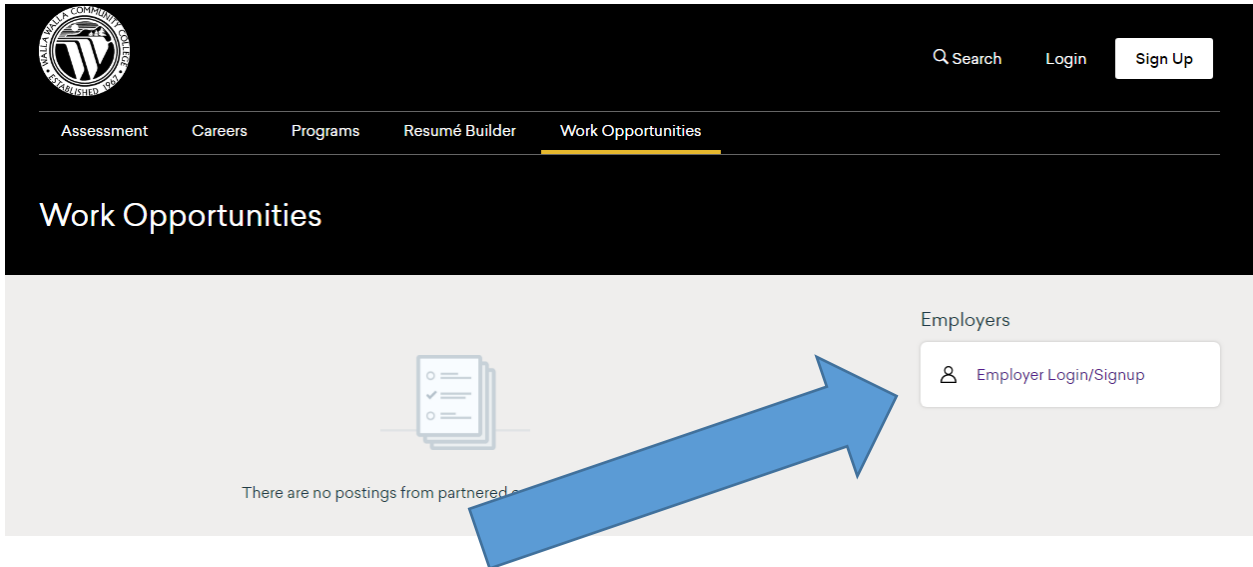 WALLA WALLA COMMUNITY COLLEGE
ESTABLISHED 1967
Search
Login
Sign Up
Assessment
Careers
Programs
Resumé Builder
Work Opportunities
Work Opportunities
Employers
Employer Login/Signup
There are no postings from partnered